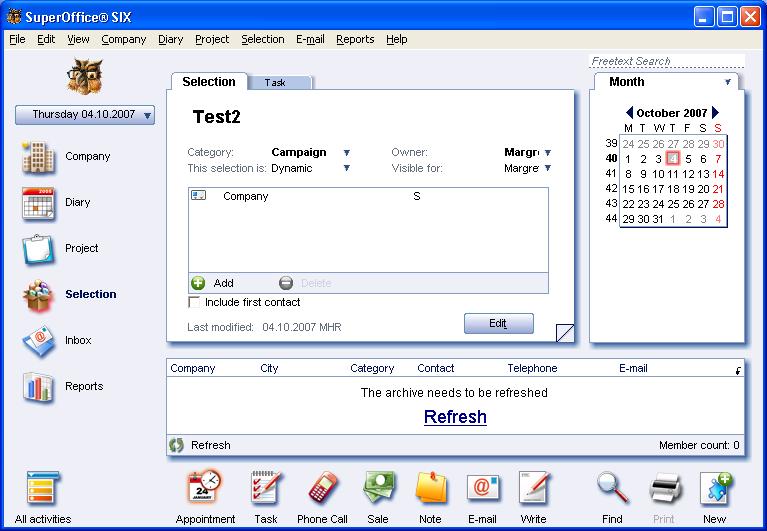 SuperOffice® SIX
File Edit View Company Diary Project Selection E-mail Reports Help
Freetext Search
Thursday 04.10.2007
Company
Diary
Project
Selection
Inbox
Reports
Selection Task
Test2
Category: Campaign Owner: Margr
This selection is: Dynamic Visible for: Margre
Company S
Add Delete
Include first contact
Last modified: 04.10.2007 MHR
Edit
Month
October 2007
M T W T F S S
39 24 25 26 27 28 29 30
40 1 2 3 4 5 6 7
41 8 9 10 11 12 13 14
42 15 16 17 18 19 20 21
43 22 23 24 25 26 27 28
44 29 30 31 1 2 3 4
Company City Category Contact Telephone E-mail
The archive needs to be refreshed
Refresh
Refresh Member count: 0
All activities Appointment Task Phone Call Sale Note E-mail Write Find Print New